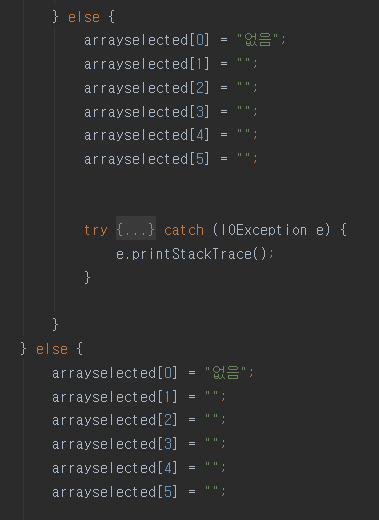 } else {
arrayselected[0] = "없음";
arrayselected[1] = "";
arrayselected[2] = "";
arrayselected[3] = "";
arrayselected[4] = "";
arrayselected[5] = "";
try {...} catch (IOException e) {
e.printStackTrace();
}
}
} else {
arrayselected[0] = "없음";
arrayselected[1] = "";
arrayselected[2] = "";
arrayselected[3] = "";
arrayselected[4] = "";
arrayselected[5] = "";